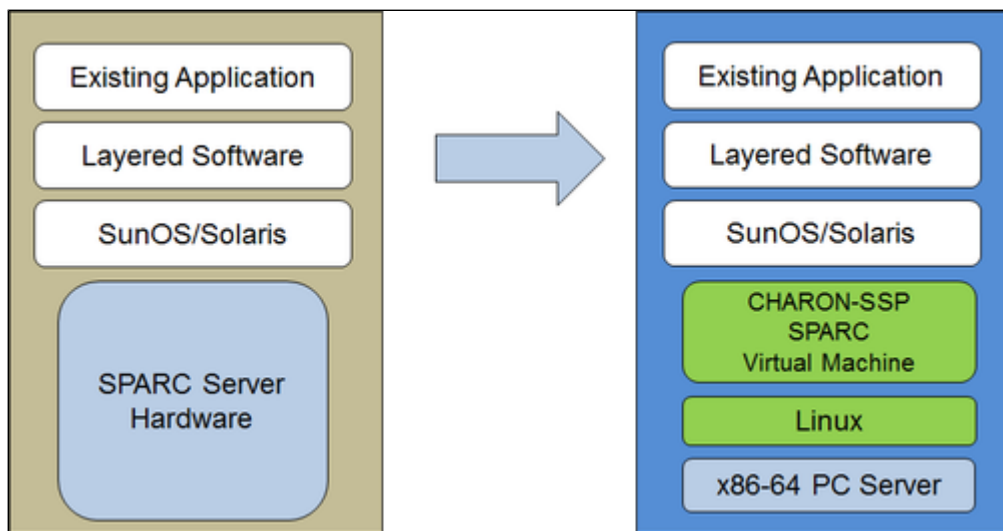 Existing Application
Layered Software
SunOS/Solaris
SPARC Server
Hardware
Existing Application
Layered Software
SunOS/Solaris
CHARON-SSP
SPARC
Virtual Machine
Linux
x86-64 PC Server